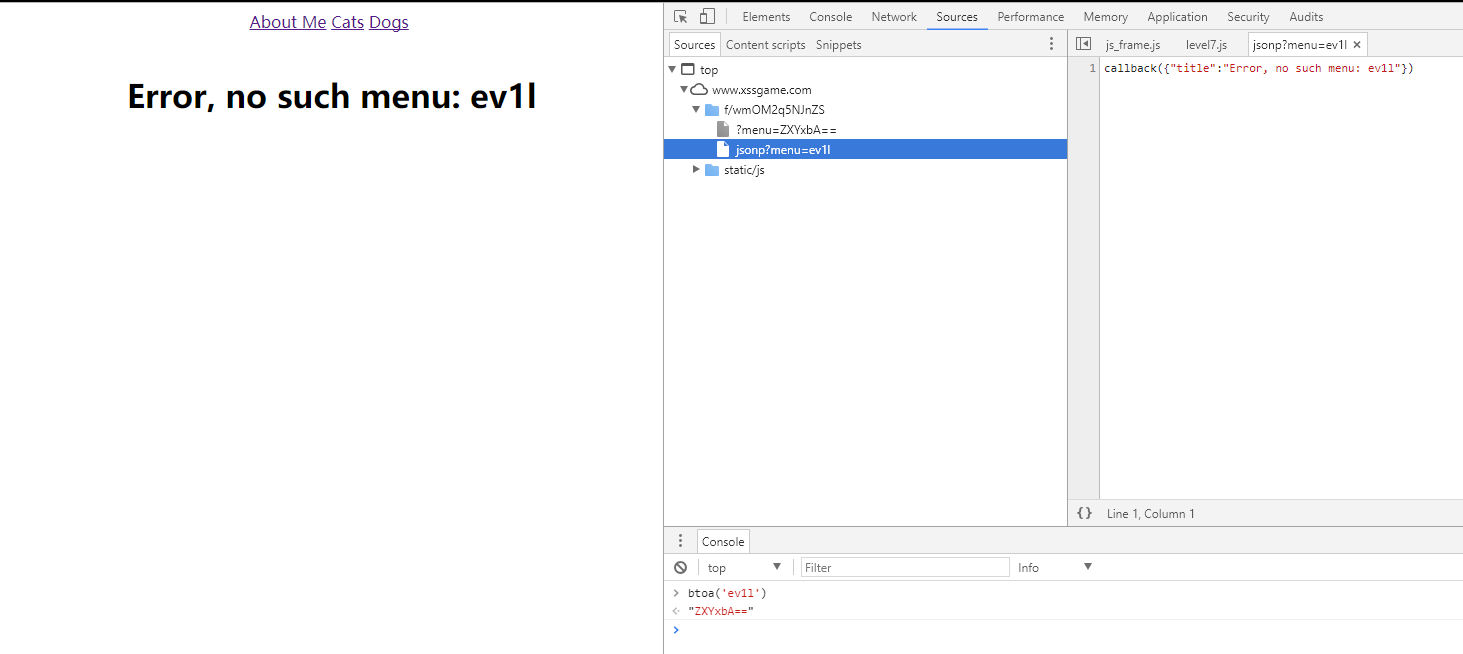 About Me Cats Dogs
Error, no such menu: ev1l
Elements Console Network Sources Performance Memory Application Security Audits
Sources Content scripts Snippets
top
www.xssgame.com
f/wmOM2q5NJnZS
?menu=ZXYxbA==
jsonp?menu=ev1l
static/js
js_frame.js level7.js jsonp?menu=ev1l ×
1 callback({"title":"Error, no such menu: ev1l"})
{} Line 1, Column 1
Console
top Filter Info
> btoa('ev1l')
< "ZXYxbA=="
>